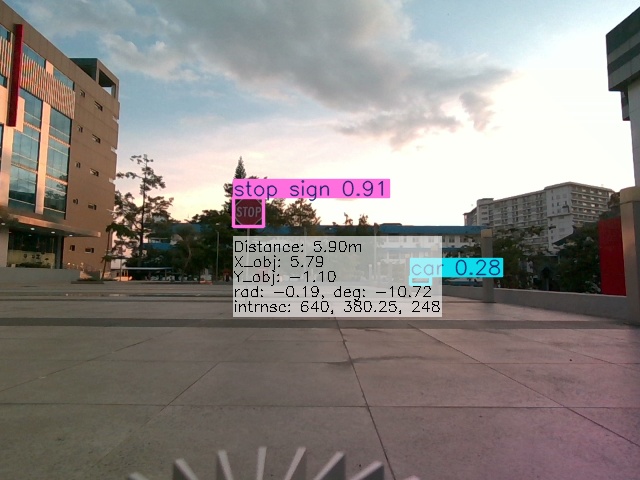 stop sign 0.91
STOP
Distance: 5.90m
X_obj: 5.79
Y_obj: -1.10
car 0.28
rad: -0.19, deg: -10.72
intrnsc: 640, 380.25, 248